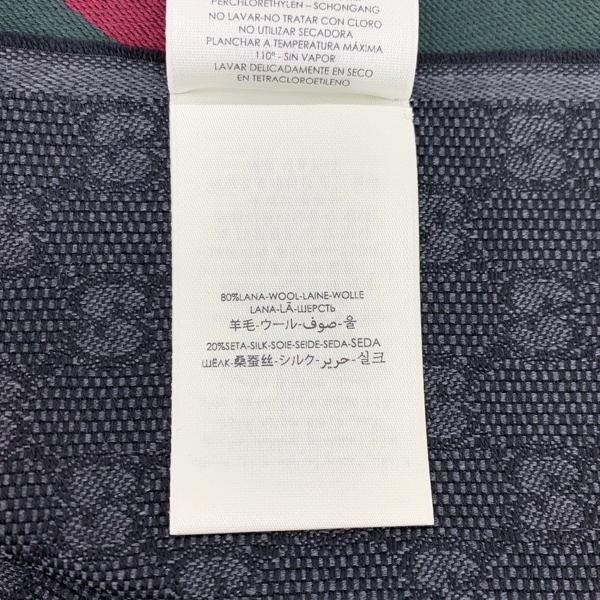 PERCHLORETHYLEN – SCHONGANG
NO LAVAR-NO TRATAR CON CLORO
NO UTILIZAR SECADORA
PLANCHAR A TEMPERATURA MÁXIMA
110° - SIN VAPOR
LAVAR DELICADAMENTE EN SECO
EN TETRACLOROETILENO
80%LANA-WOOL-LAINE-WOLLE
LANA-LÃ-ШЕРСТЬ
羊毛-ウール-صوف-울
20%SETA-SILK-SOIE-SEIDE-SEDA-SEDA
ШЁЛК-桑蚕丝-シルク-حرير-실크